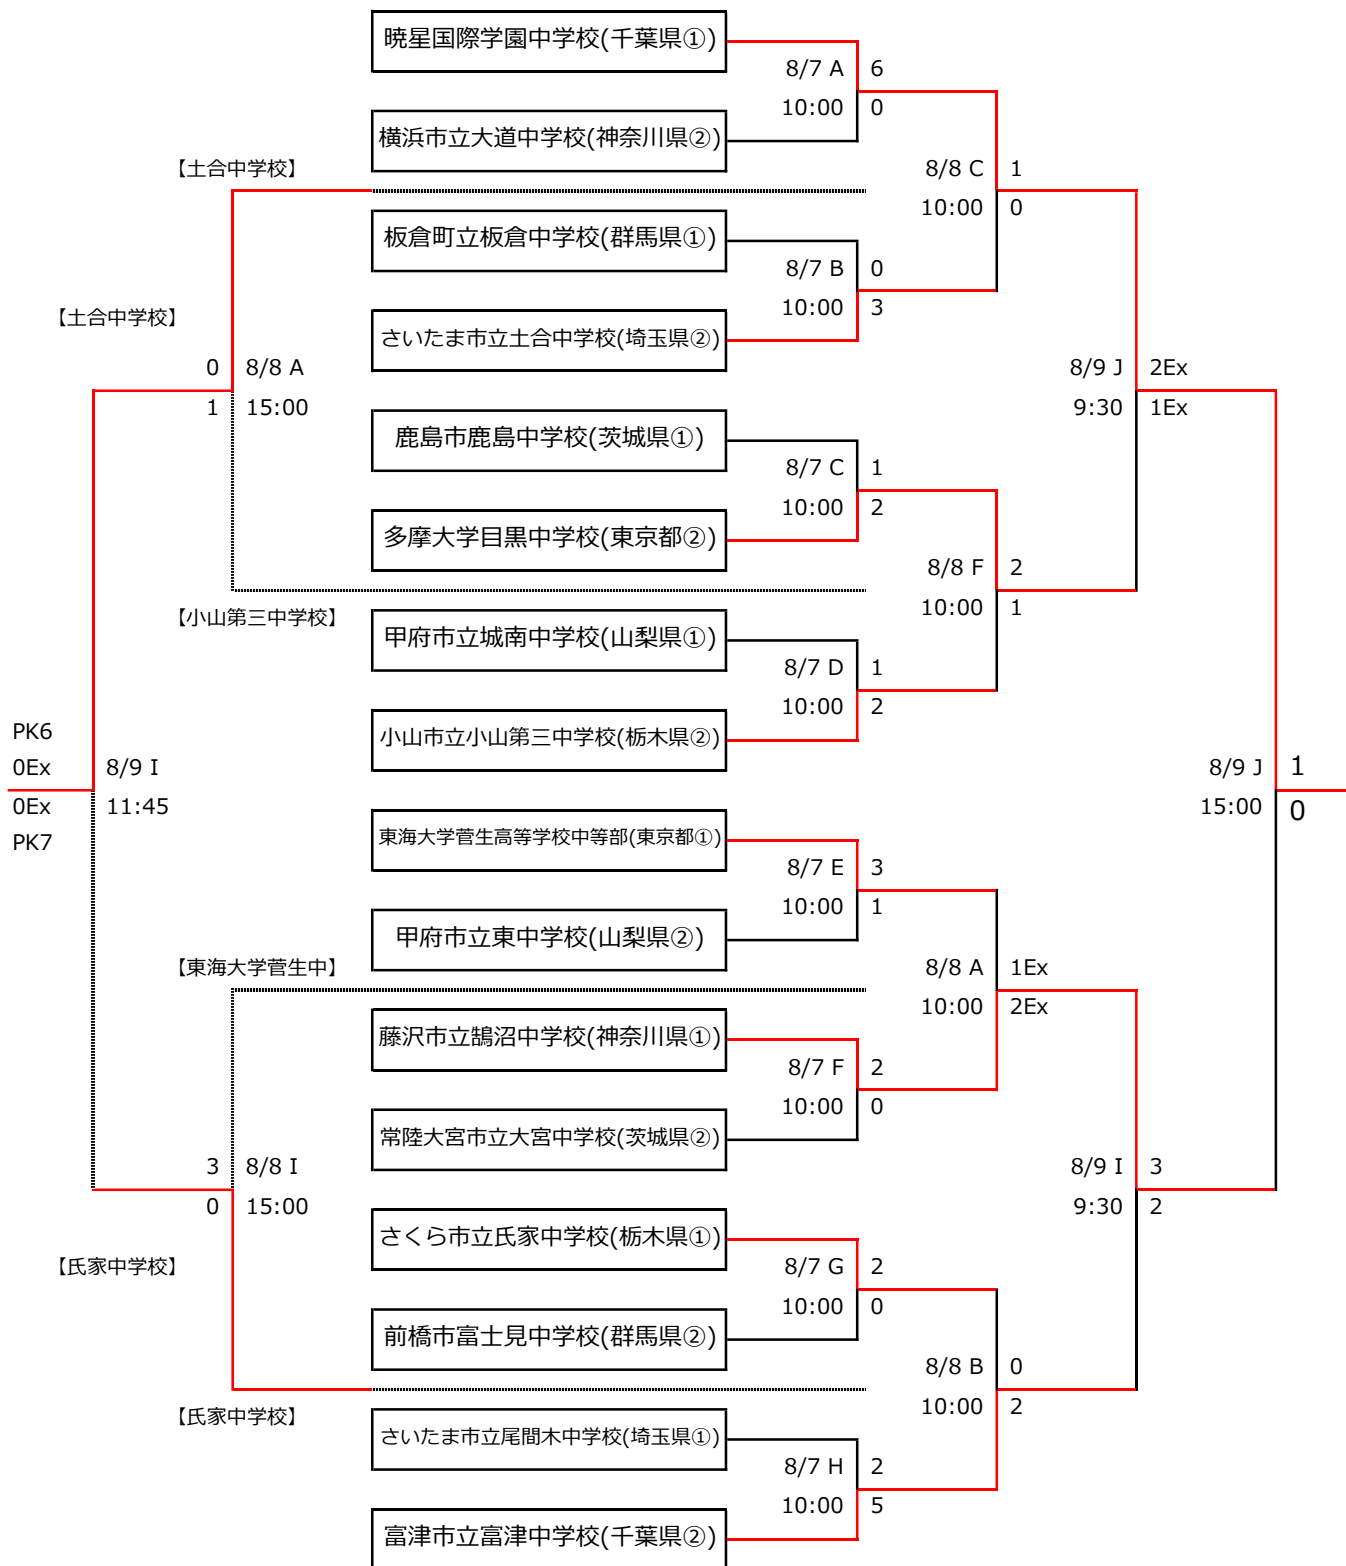 暁星国際学園中学校(千葉県①)
8/7 A 6
10:00 0
横浜市立大道中学校(神奈川県②)
【土合中学校】
8/8 C 1
10:00 0
板倉町立板倉中学校(群馬県①)
8/7 B 0
10:00 3
【土合中学校】
さいたま市立土合中学校(埼玉県②)
0 8/8 A
1 15:00
8/9 J 2Ex
9:30 1Ex
鹿島市鹿島中学校(茨城県①)
8/7 C 1
10:00 2
多摩大学目黒中学校(東京都②)
8/8 F 2
10:00 1
【小山第三中学校】
甲府市立城南中学校(山梨県①)
8/7 D 1
10:00 2
小山市立小山第三中学校(栃木県②)
PK6
0Ex 8/9 I
0Ex 11:45
PK7
8/9 J 1
15:00 0
東海大学菅生高等学校中等部(東京都①)
8/7 E 3
10:00 1
甲府市立東中学校(山梨県②)
【東海大学菅生中】
8/8 A 1Ex
10:00 2Ex
藤沢市立鵠沼中学校(神奈川県①)
8/7 F 2
10:00 0
常陸大宮市立大宮中学校(茨城県②)
3 8/8 I
0 15:00
8/9 I 3
9:30 2
さくら市立氏家中学校(栃木県①)
【氏家中学校】
8/7 G 2
10:00 0
前橋市富士見中学校(群馬県②)
8/8 B 0
10:00 2
【氏家中学校】
さいたま市立尾間木中学校(埼玉県①)
8/7 H 2
10:00 5
富津市立富津中学校(千葉県②)